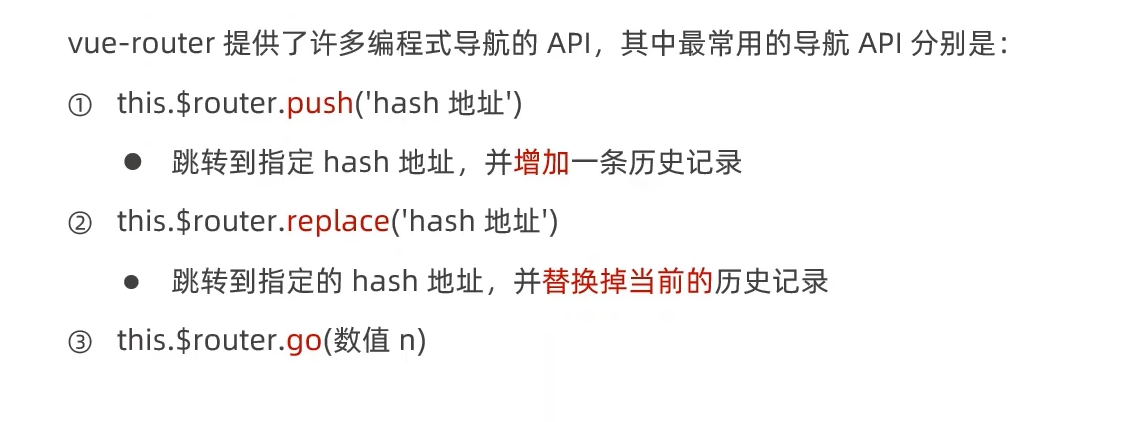 vue-router 提供了许多编程式导航的 API，其中最常用的导航 API 分别是：
① this.$router.push('hash 地址')
● 跳转到指定 hash 地址，并增加一条历史记录
② this.$router.replace('hash 地址')
● 跳转到指定的 hash 地址，并替换掉当前的历史记录
③ this.$router.go(数值 n)